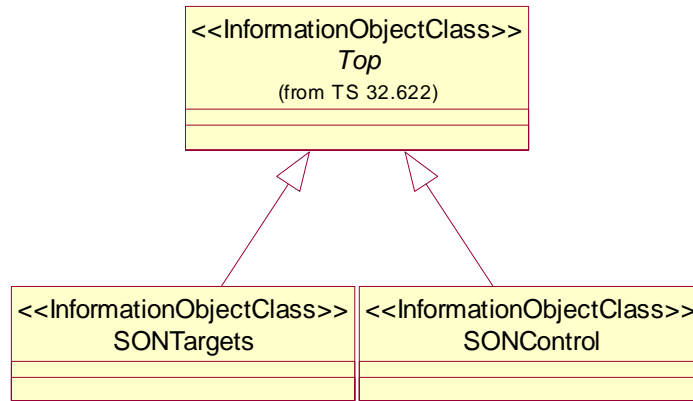 <<InformationObjectClass>>
Top
(from TS 32.622)
<<InformationObjectClass>>
SONTargets
<<InformationObjectClass>>
SONControl